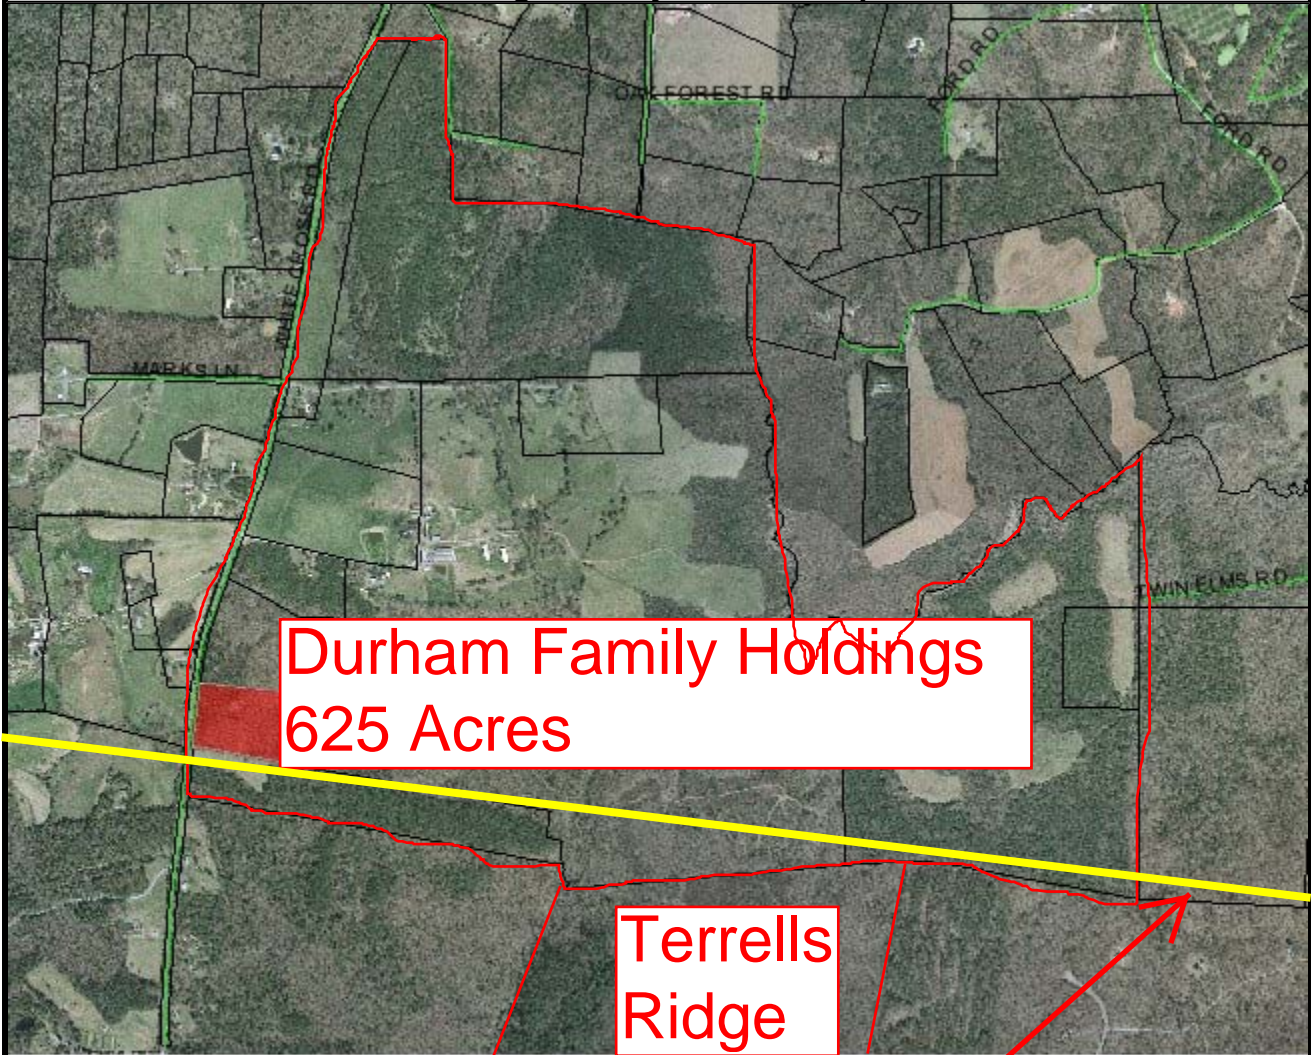 OAK FOREST RD
FORD RD
FORD RD
MARKS LN
TWIN ELMS RD
Durham Family Holdings
625 Acres
Terrells
Ridge